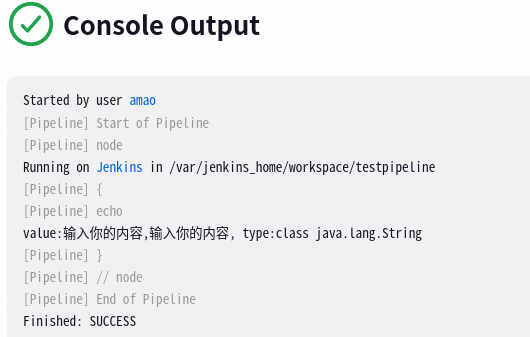 Console Output
Started by user amao
[Pipeline] Start of Pipeline
[Pipeline] node
Running on Jenkins in /var/jenkins_home/workspace/testpipeline
[Pipeline] {
[Pipeline] echo
value:输入你的内容,输入你的内容, type:class java.lang.String
[Pipeline] }
[Pipeline] // node
[Pipeline] End of Pipeline
Finished: SUCCESS